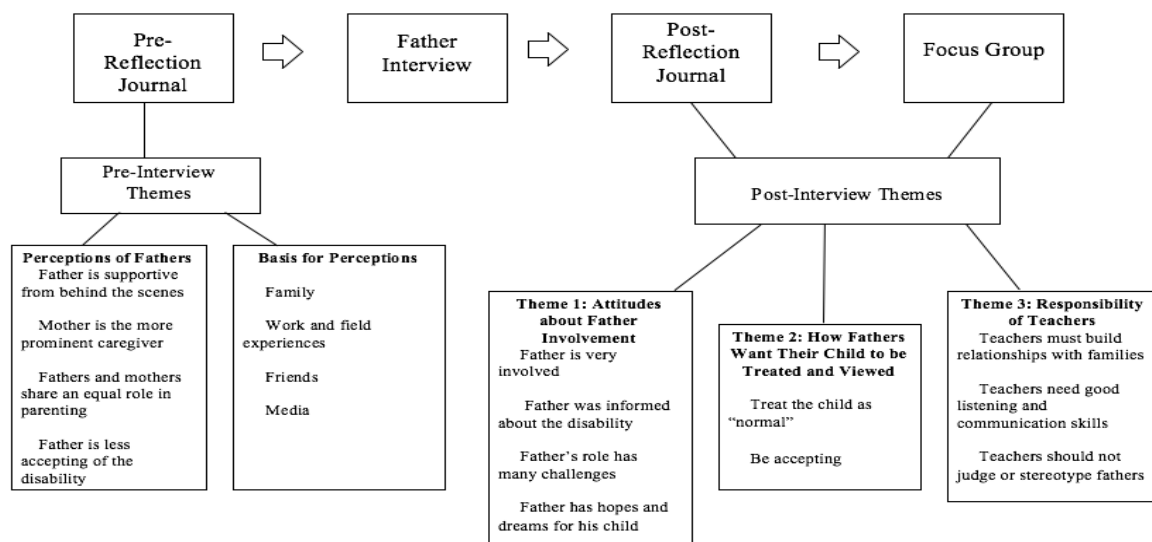 Pre-
Reflection
Journal
Father
Interview
Post-
Reflection
Journal
Focus Group
Pre-Interview
Themes
Post-Interview Themes
Perceptions of Fathers
Father is supportive
from behind the scenes
Mother is the more
prominent caregiver
Fathers and mothers
share an equal role in
parenting
Father is less
accepting of the
disability
Basis for Perceptions
Family
Work and field
experiences
Friends
Media
Theme 1: Attitudes
about Father
Involvement
Father is very
involved
Father was informed
about the disability
Father's role has
many challenges
Father has hopes and
dreams for his child
Theme 2: How Fathers
Want Their Child to be
Treated and Viewed
Treat the child as
“normal”
Be accepting
Theme 3: Responsibility
of Teachers
Teachers must build
relationships with families
Teachers need good
listening and
communication skills
Teachers should not
judge or stereotype fathers